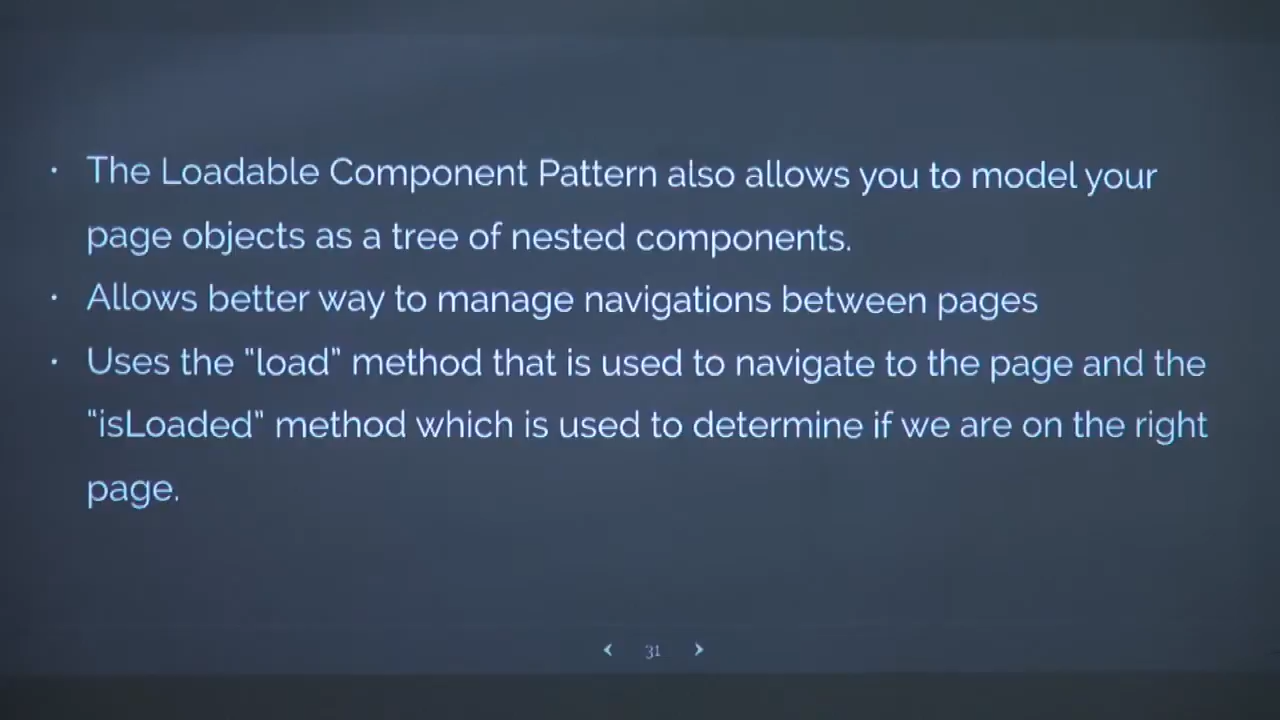 • The Loadable Component Pattern also allows you to model your
page objects as a tree of nested components.
• Allows better way to manage navigations between pages
• Uses the "load" method that is used to navigate to the page and the
"isLoaded" method which is used to determine if we are on the right
page.
31